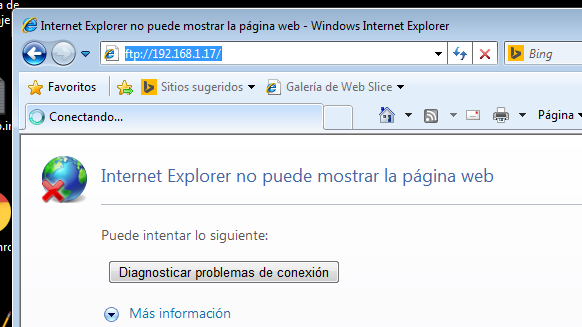 Internet Explorer no puede mostrar la página web - Windows Internet Explorer
ftp://192.168.1.17/
Bing
Favoritos
Sitios sugeridos
Galería de Web Slice
Conectando...
Página
Internet Explorer no puede mostrar la página web
Puede intentar lo siguiente:
Diagnosticar problemas de conexión
Más información